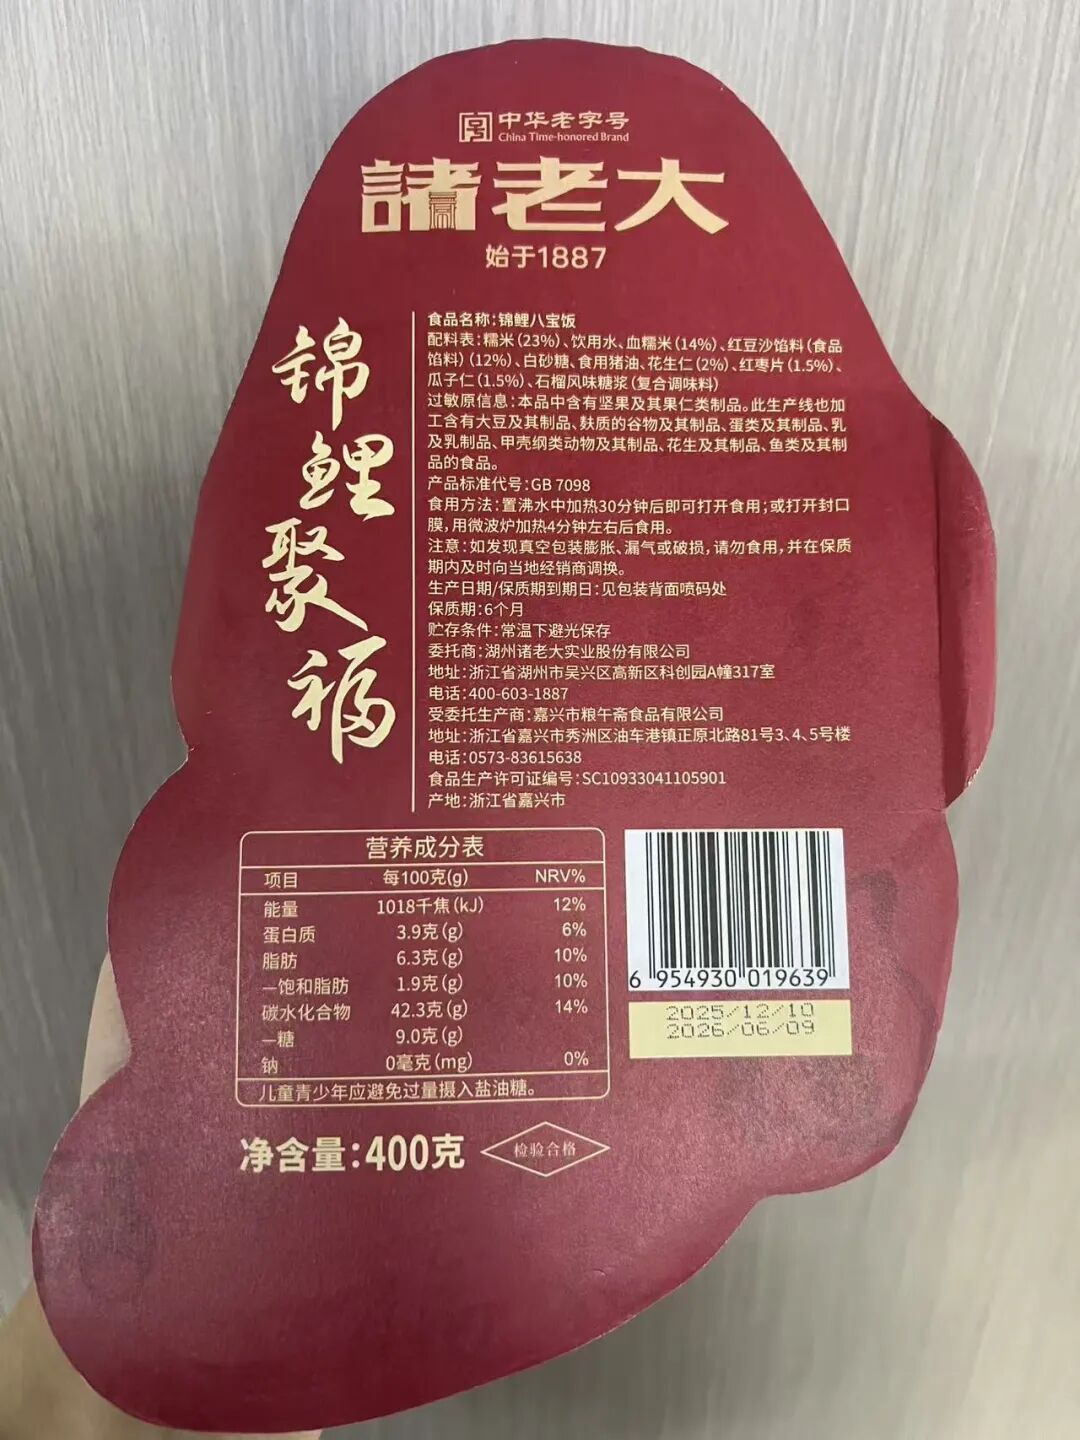 中华老字号
China Time-honored Brand
諸老大
始于1887
锦鲤聚福
食品名称:锦鲤八宝饭
配料表:糯米(23%)、饮用水、血糯米(14%)、红豆沙馅料(食品
馅料)(12%)、白砂糖、食用猪油、花生仁(2%)、红枣片(1.5%)、
瓜子仁(1.5%)、石榴风味糖浆(复合调味料)
过敏原信息:本品中含有坚果及其果仁类制品。此生产线也加
工含有大豆及其制品、麸质的谷物及其制品、蛋类及其制品、乳
及乳制品、甲壳纲类动物及其制品、花生及其制品、鱼类及其制
品的食品。
产品标准代号:GB 7098
食用方法:置沸水中加热30分钟后即可打开食用;或打开封口
膜,用微波炉加热4分钟左右后食用。
注意:如发现真空包装膨胀、漏气或破损,请勿食用,并在保质
期内及时向当地经销商调换。
生产日期/保质期到期日:见包装背面喷码处
保质期:6个月
贮存条件:常温下避光保存
委托商:湖州诸老大实业股份有限公司
地址:浙江省湖州市吴兴区高新区科创园A幢317室
电话:400-603-1887
受委托生产商:嘉兴市粮午斋食品有限公司
地址:浙江省嘉兴市秀洲区油车港镇正原北路81号3、4、5号楼
电话:0573-83615638
食品生产许可证编号:SC10933041105901
产地:浙江省嘉兴市
营养成分表
项目 每100克(g) NRV%
能量 1018千焦(kJ) 12%
蛋白质 3.9克(g) 6%
脂肪 6.3克(g) 10%
—饱和脂肪 1.9克(g) 10%
碳水化合物 42.3克(g) 14%
—糖 9.0克(g)
钠 0毫克(mg) 0%
儿童青少年应避免过量摄入盐油糖。
6 954930 019639
2025/12/10
2026/06/09
净含量:400克
检验合格